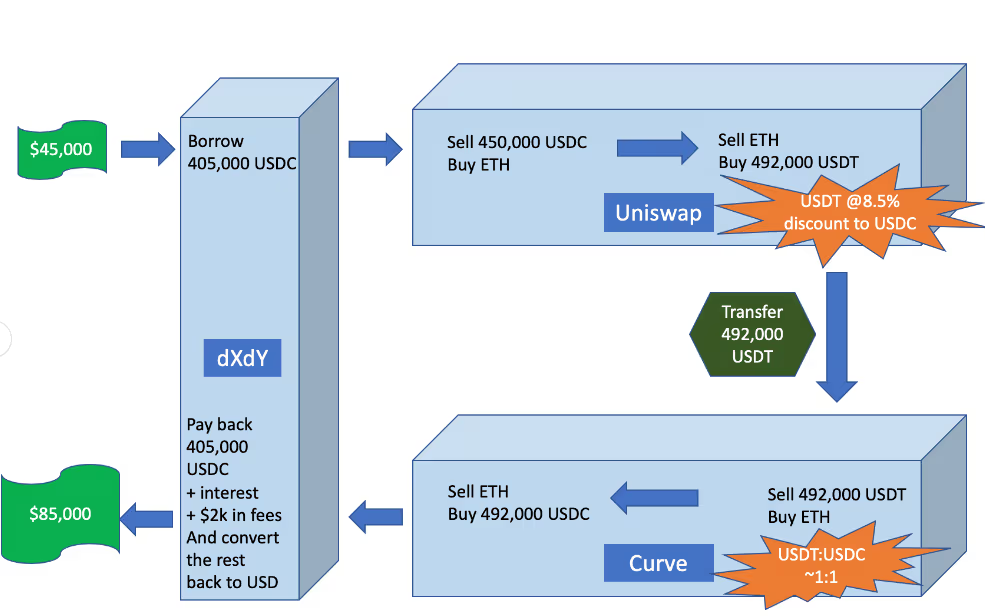 $45,000
Borrow
405,000 USDC
Sell 450,000 USDC
Buy ETH
Sell ETH
Buy 492,000 USDT
Uniswap
USDT @8.5%
discount to USDC
Transfer
492,000
USDT
dXdY
Sell 492,000 USDT
Buy ETH
USDT:USDC
~1:1
Curve
Sell ETH
Buy 492,000 USDC
Pay back
405,000
USDC
+ interest
+ $2k in fees
And convert
the rest
back to USD
$85,000